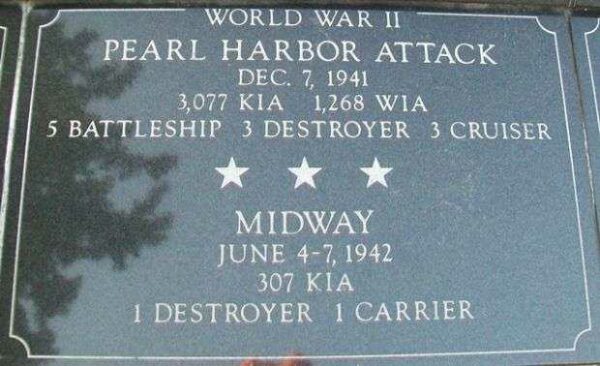 WORLD WAR II
PEARL HARBOR ATTACK
DEC. 7, 1941
3,077 KIA 1,268 WIA
5 BATTLESHIP 3 DESTROYER 3 CRUISER
MIDWAY
JUNE 4-7, 1942
307 KIA
1 DESTROYER 1 CARRIER